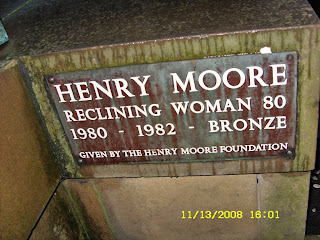 HENRY MOORE
RECLINING WOMAN 80
1980 - 1982 - BRONZE
GIVEN BY THE HENRY MOORE FOUNDATION
11/13/2008 16:01